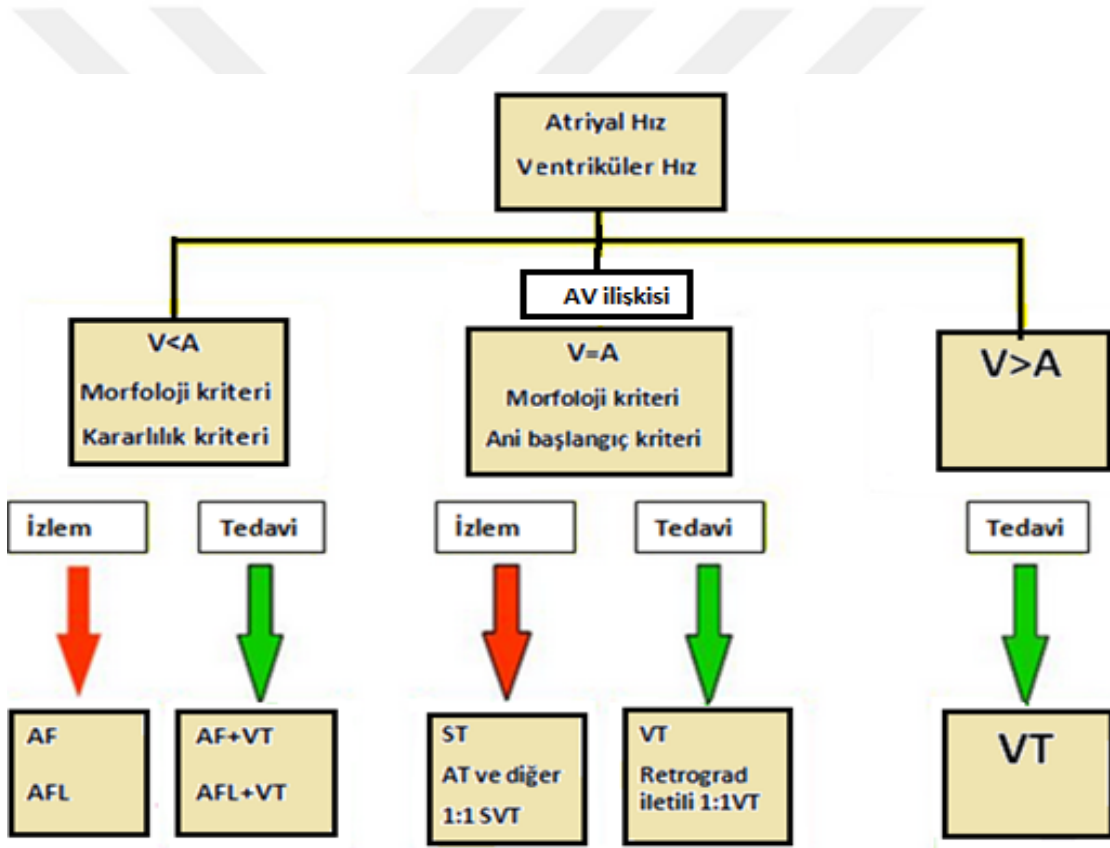 Atriyal Hız
Ventriküler Hız
AV ilişkisi
V<A
Morfoloji kriteri
Kararlılık kriteri
V=A
Morfoloji kriteri
Ani başlangıç kriteri
V>A
İzlem
Tedavi
İzlem
Tedavi
Tedavi
AF
AFL
AF+VT
AFL+VT
ST
AT ve diğer
1:1 SVT
VT
Retrograd
iletili 1:1VT
VT